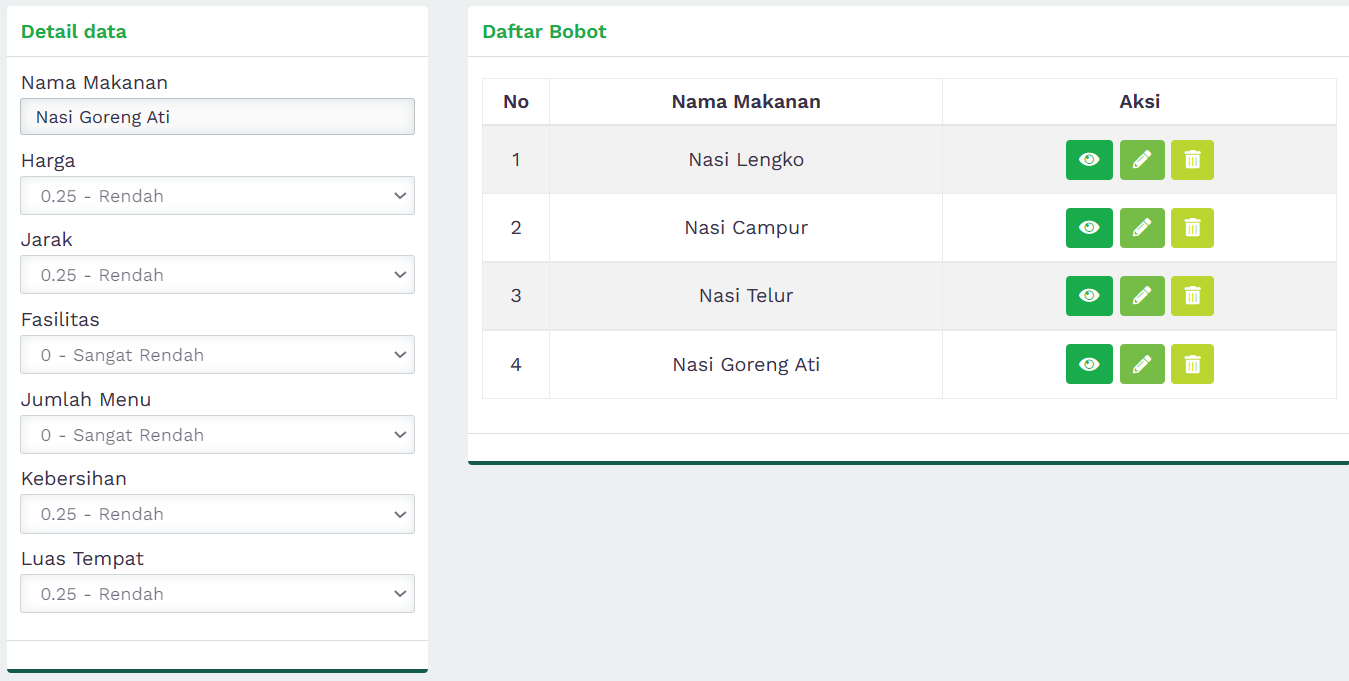 Detail data
Nama Makanan
Nasi Goreng Ati
Harga
0.25 - Rendah
Jarak
0.25 - Rendah
Fasilitas
0 - Sangat Rendah
Jumlah Menu
0 - Sangat Rendah
Kebersihan
0.25 - Rendah
Luas Tempat
0.25 - Rendah
Daftar Bobot
No Nama Makanan Aksi
1 Nasi Lengko
2 Nasi Campur
3 Nasi Telur
4 Nasi Goreng Ati